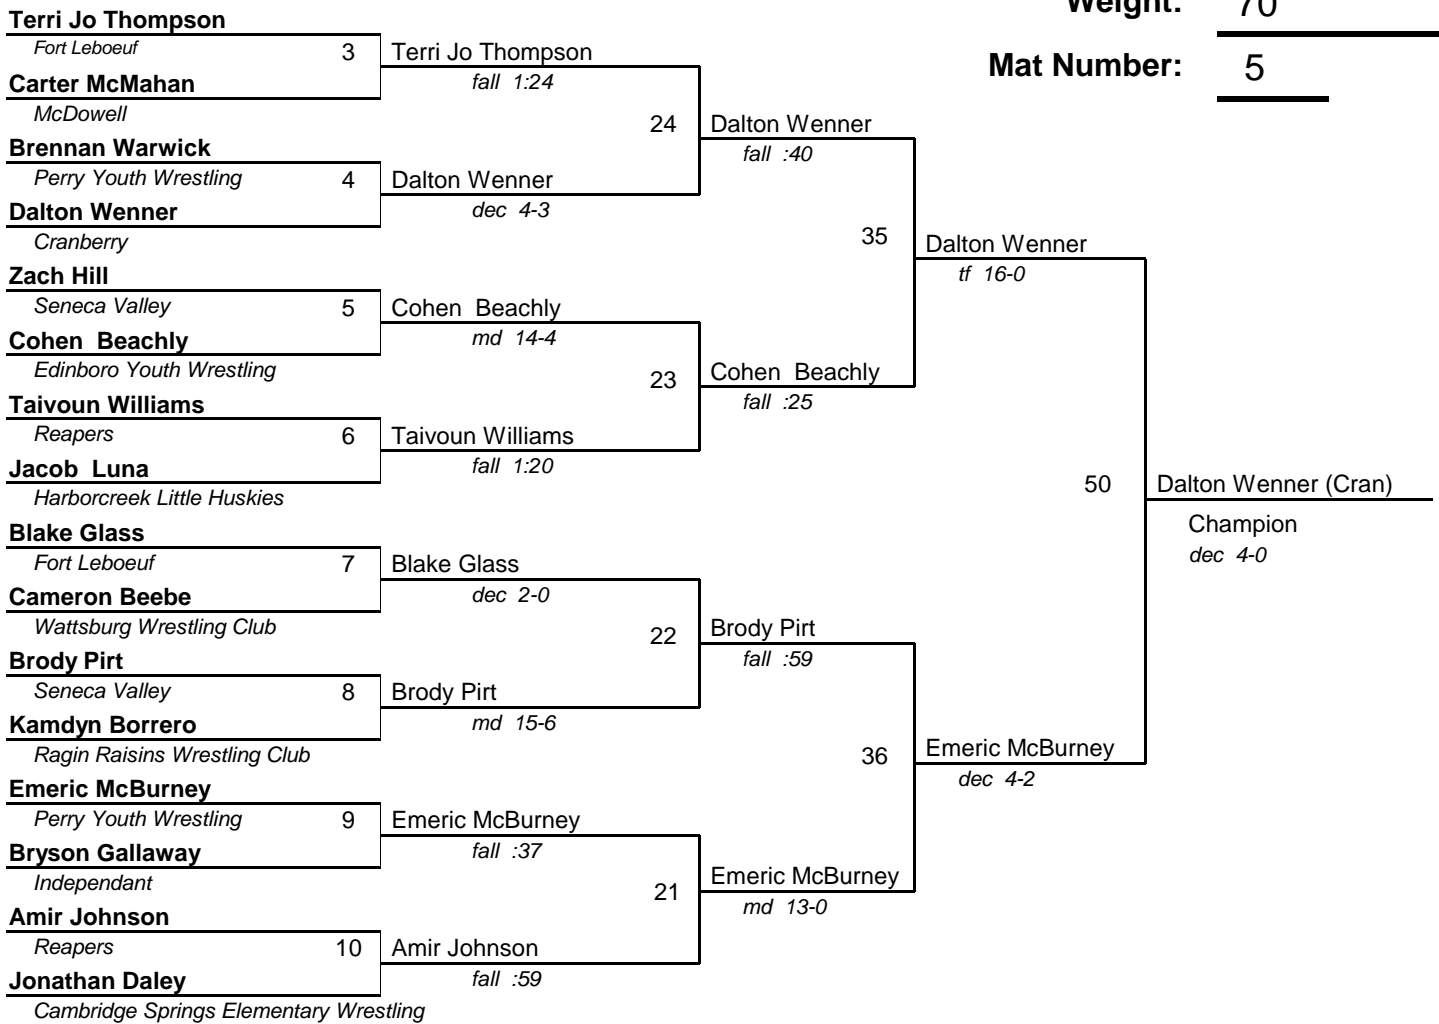 Weight: 70
Mat Number: 5
Terri Jo Thompson
Fort Leboeuf
3
Carter McMahan
McDowell
Terri Jo Thompson
fall :1:24
Brennan Warwick
Perry Youth Wrestling
4
Dalton Wenner
Cranberry
Dalton Wenner
dec 4-3
24
Dalton Wenner
fall :40
Zach Hill
Seneca Valley
5
Cohen Beachly
Edinboro Youth Wrestling
Cohen Beachly
md 14-4
Taivoun Williams
Reapers
6
Jacob Luna
Harborcreek Little Huskies
Taivoun Williams
fall 1:20
23
Cohen Beachly
fall :25
35
Dalton Wenner
tf 16-0
Blake Glass
Fort Leboeuf
7
Cameron Beebe
Wattsburg Wrestling Club
Blake Glass
dec 2-0
Brody Pirt
Seneca Valley
8
Kamdyn Borrero
Ragin Raisins Wrestling Club
Brody Pirt
md 15-6
22
Brody Pirt
fall :59
Emeric McBurney
Perry Youth Wrestling
9
Bryson Gallaway
Independant
Emeric McBurney
fall :37
Amir Johnson
Reapers
10
Jonathan Daley
Cambridge Springs Elementary Wrestling
Amir Johnson
fall :59
21
Emeric McBurney
md 13-0
36
Emeric McBurney
dec 4-2
50
Dalton Wenner (Cran)
Champion
dec 4-0